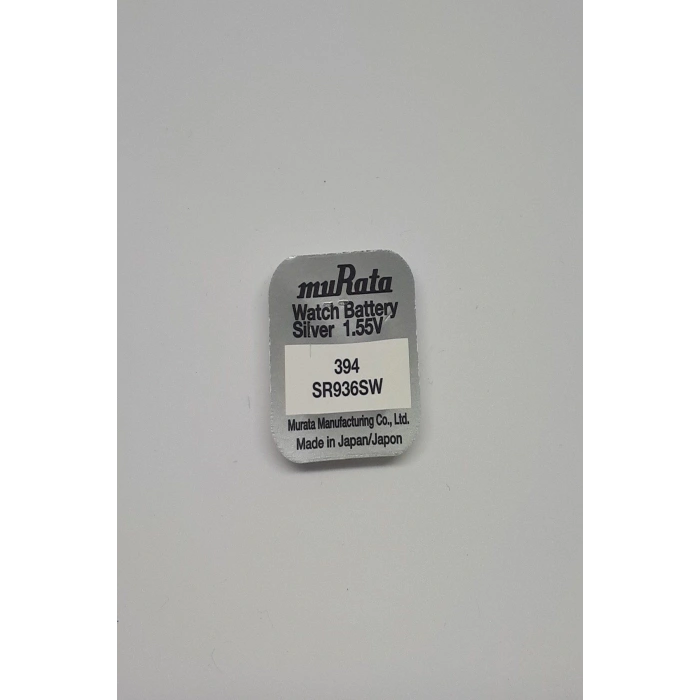 muRata
Watch Battery
Silver 1.55V
394
SR936SW
Murata Manufacturing Co., Ltd.
Made in Japan/Japon